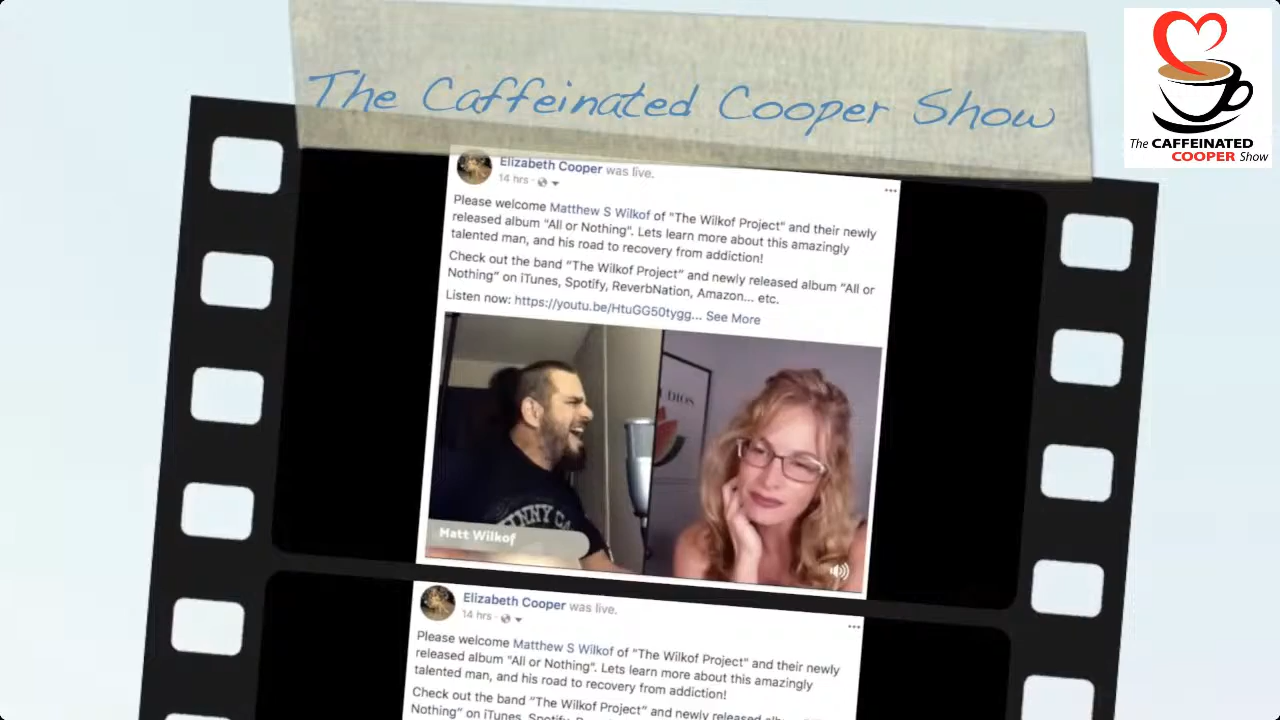 The Caffeinated Cooper Show
The CAFFEINATED
COOPER Show
Elizabeth Cooper was live.
14 hrs ·
Please welcome Matthew S Wilkof of "The Wilkof Project" and their newly
released album "All or Nothing". Lets learn more about this amazingly
talented man, and his road to recovery from addiction!
Check out the band "The Wilkof Project" and newly released album "All or
Nothing" on iTunes, Spotify, ReverbNation, Amazon... etc.
Listen now: https://youtu.be/HtuGG50tygg... See More
UDIOS
NNY CA
Matt Wilkof
Elizabeth Cooper was live.
14 hrs ·
Please welcome Matthew S Wilkof of "The Wilkof Project" and their newly
released album "All or Nothing". Lets learn more about this amazingly
talented man, and his road to recovery from addiction!
Check out the band "The Wilkof Project" and newly released
Nothing" on iTunes, Spotify,